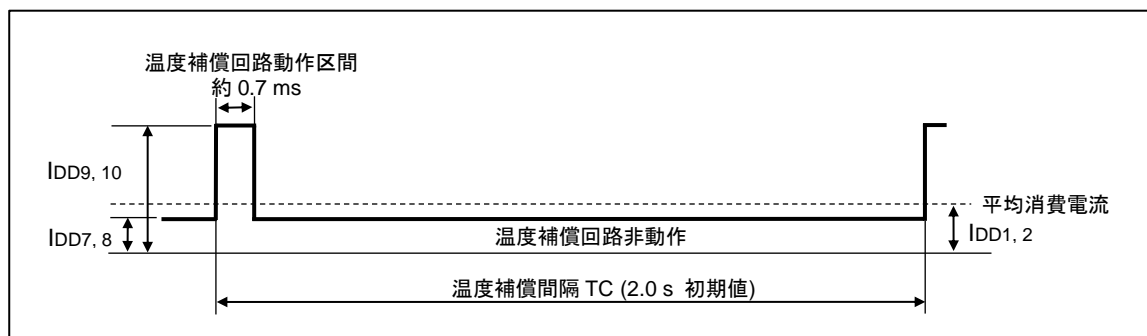 温度補償回路動作区間
約 0.7 ms
IDD9, 10
IDD7, 8
平均消費電流
IDD1, 2
温度補償回路非動作
温度補償間隔 TC (2.0 s 初期値)